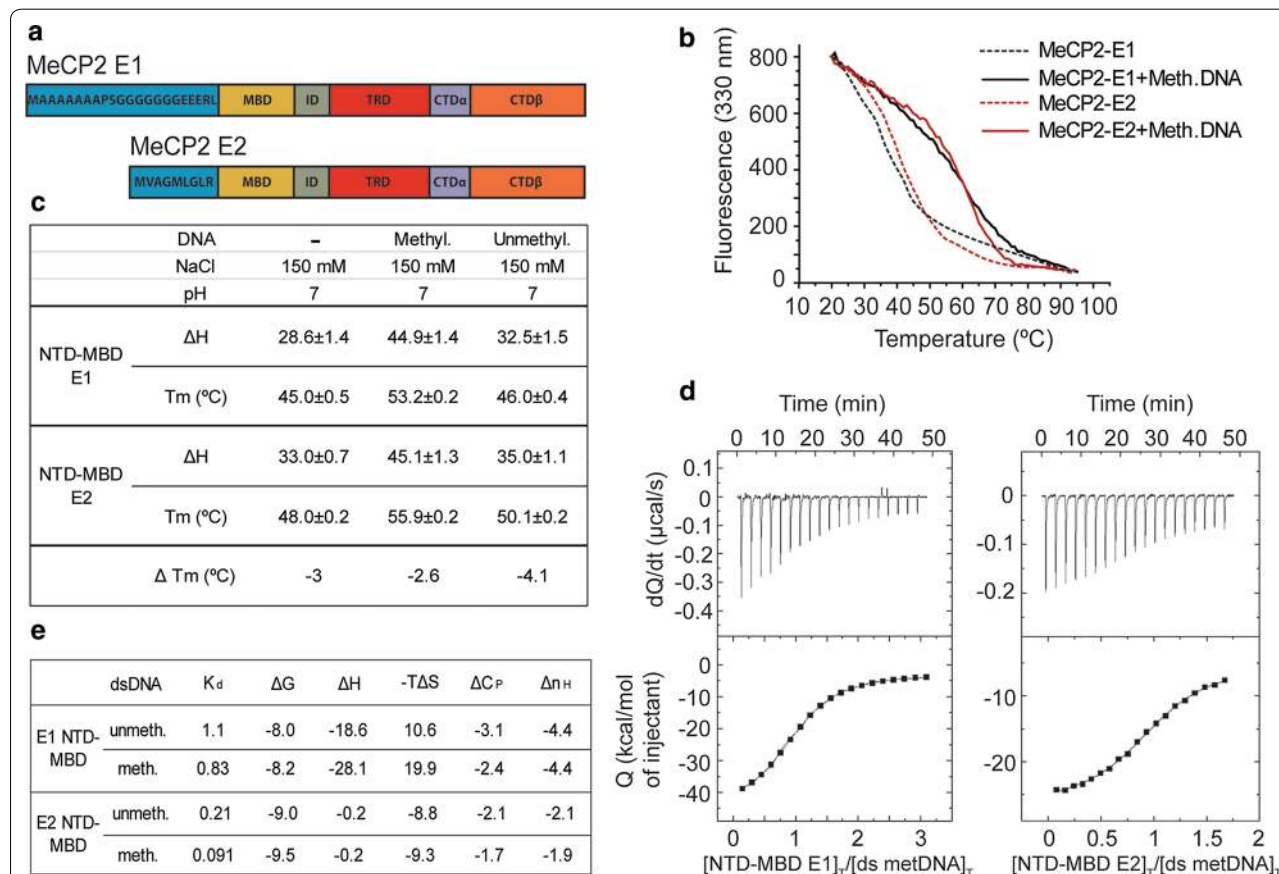 a
MeCP2 E1
MAAAAAAAPSGGGGGGGEEERL MBD ID TRD CTDα CTDβ
MeCP2 E2
MVAGMLGLR MBD ID TRD CTDα CTDβ
b
MeCP2-E1
MeCP2-E1+Meth.DNA
MeCP2-E2
MeCP2-E2+Meth.DNA
Fluorescence (330 nm)
800
600
400
200
0
10 20 30 40 50 60 70 80 90 100
Temperature (ºC)
c
DNA – Methyl. Unmethyl.
NaCl 150 mM 150 mM 150 mM
pH 7 7 7
NTD-MBD E1
ΔH 28.6±1.4 44.9±1.4 32.5±1.5
Tm (ºC) 45.0±0.5 53.2±0.2 46.0±0.4
NTD-MBD E2
ΔH 33.0±0.7 45.1±1.3 35.0±1.1
Tm (ºC) 48.0±0.2 55.9±0.2 50.1±0.2
Δ Tm (ºC) -3 -2.6 -4.1
d
Time (min)
0 10 20 30 40 50
dQ/dt (µcal/s)
0.1
0
-0.1
-0.2
-0.3
-0.4
Q (kcal/mol
of injectant)
0
-10
-20
-30
-40
0 1 2 3
[NTD-MBD E1]T/[ds metDNA]T
Time (min)
0 10 20 30 40 50
0
-0.1
-0.2
-10
-20
0 0.5 1 1.5 2
[NTD-MBD E2]T/[ds metDNA]T
e
dsDNA Kd ΔG ΔH -TΔS ΔCP ΔnH
E1 NTD-
MBD
unmeth. 1.1 -8.0 -18.6 10.6 -3.1 -4.4
meth. 0.83 -8.2 -28.1 19.9 -2.4 -4.4
E2 NTD-
MBD
unmeth. 0.21 -9.0 -0.2 -8.8 -2.1 -2.1
meth. 0.091 -9.5 -0.2 -9.3 -1.7 -1.9